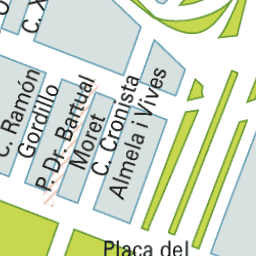 C. X
C. Ramón
Gordillo
P. Dr. Bartual
Moret
C. Cronista
Almela i Vives
Plaça del